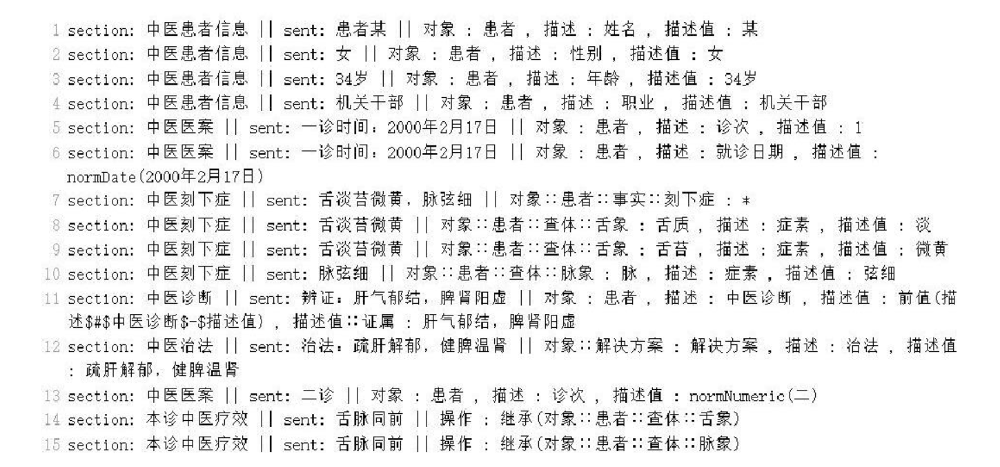 1 section: 中医患者信息 || sent: 患者某 || 对象 : 患者 , 描述 : 姓名 , 描述值 : 某
2 section: 中医患者信息 || sent: 女 || 对象 : 患者 , 描述 : 性别 , 描述值 : 女
3 section: 中医患者信息 || sent: 34岁 || 对象 : 患者 , 描述 : 年龄 , 描述值 : 34岁
4 section: 中医患者信息 || sent: 机关干部 || 对象 : 患者 , 描述 : 职业 , 描述值 : 机关干部
5 section: 中医医案 || sent: 一诊时间：2000年2月17日 || 对象 : 患者 , 描述 : 诊次 , 描述值 : 1
6 section: 中医医案 || sent: 一诊时间：2000年2月17日 || 对象 : 患者 , 描述 : 就诊日期 , 描述值 :
normDate(2000年2月17日)
7 section: 中医刻下症 || sent: 舌淡苔微黄，脉弦细 || 对象::患者::事实::刻下症 : *
8 section: 中医刻下症 || sent: 舌淡苔微黄 || 对象::患者::查体::舌象 : 舌质 , 描述 : 症素 , 描述值 : 淡
9 section: 中医刻下症 || sent: 舌淡苔微黄 || 对象::患者::查体::舌象 : 舌苔 , 描述 : 症素 , 描述值 : 微黄
10 section: 中医刻下症 || sent: 脉弦细 || 对象::患者::查体::脉象 : 脉 , 描述 : 症素 , 描述值 : 弦细
11 section: 中医诊断 || sent: 辨证：肝气郁结，脾肾阳虚 || 对象 : 患者 , 描述 : 中医诊断 , 描述值 : 前值(描
述$#$中医诊断$-$描述值) , 描述值::证属 : 肝气郁结，脾肾阳虚
12 section: 中医治法 || sent: 治法：疏肝解郁，健脾温肾 || 对象::解决方案 : 解决方案 , 描述 : 治法 , 描述值
: 疏肝解郁，健脾温肾
13 section: 中医医案 || sent: 二诊 || 对象 : 患者 , 描述 : 诊次 , 描述值 : normNumeric(二)
14 section: 本诊中医疗效 || sent: 舌脉同前 || 操作 : 继承(对象::患者::查体::舌象)
15 section: 本诊中医疗效 || sent: 舌脉同前 || 操作 : 继承(对象::患者::查体::脉象)